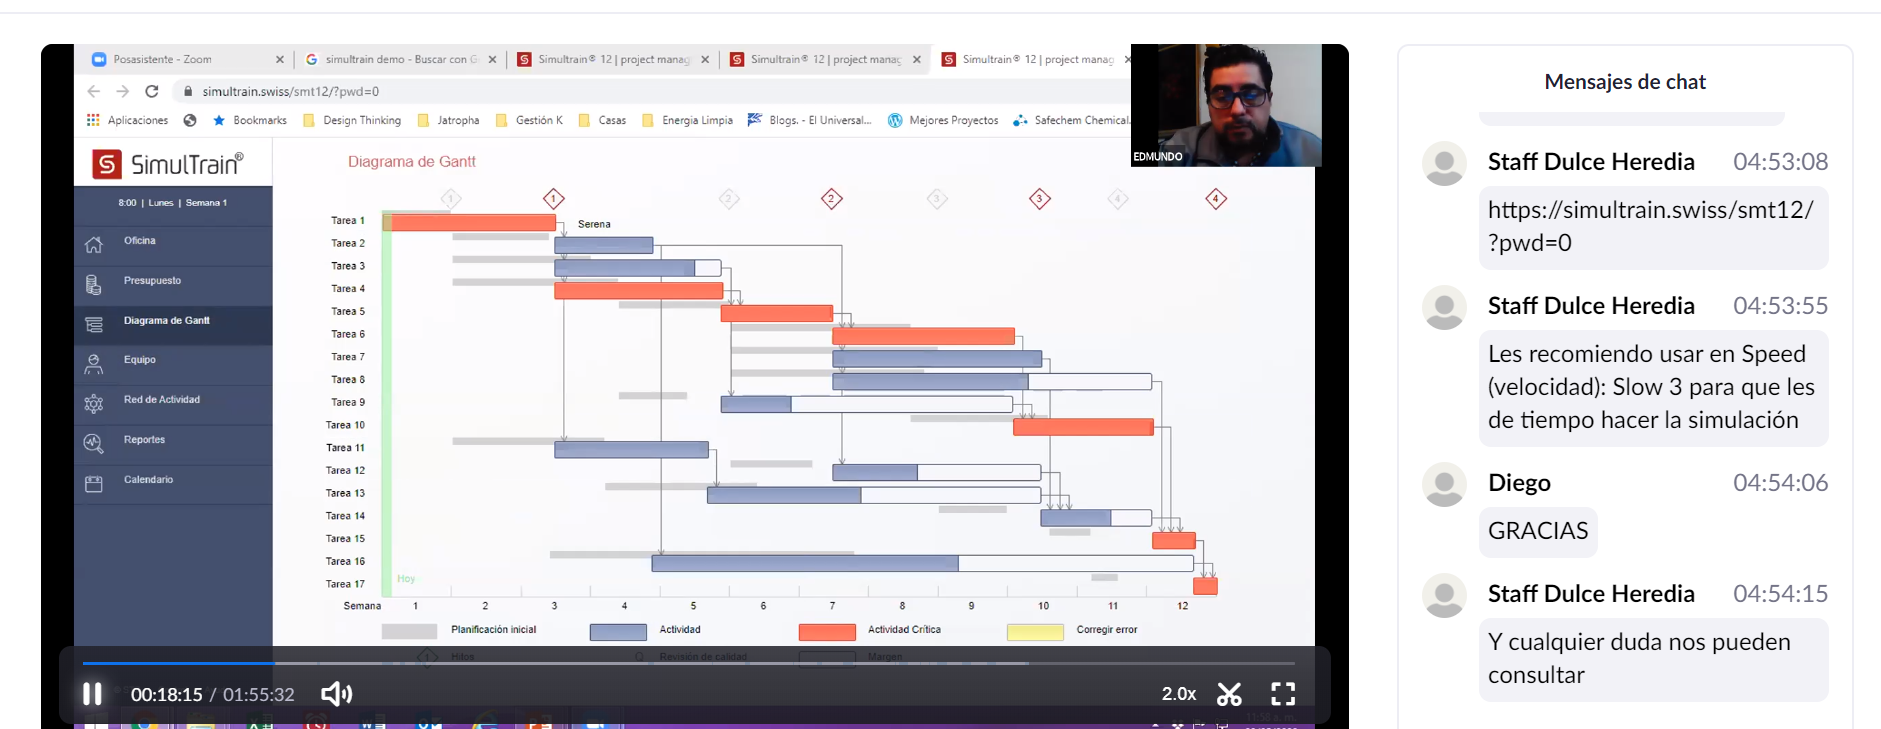 Posasistente - Zoom
simultrain demo - Buscar con G
Simultrain® 12 | project manag
Simultrain® 12 | project manag
Simultrain® 12 | project manag
simultrain.swiss/smt12/?pwd=0
Aplicaciones
Bookmarks
Design Thinking
Jatropha
Gestión K
Casas
Energia Limpia
Blogs. - El Universal...
Mejores Proyectos
Safechem Chemical.
EDMUNDO
S SimulTrain®
8:00 | Lunes | Semana 1
Oficina
Presupuesto
Diagrama de Gantt
Equipo
Red de Actividad
Reportes
Calendario
Diagrama de Gantt
1 1 2 2 3 3 4 4
Tarea 1
Serena
Tarea 2
Tarea 3
Tarea 4
Tarea 5
Tarea 6
Tarea 7
Tarea 8
Tarea 9
Tarea 10
Tarea 11
Tarea 12
Tarea 13
Tarea 14
Tarea 15
Tarea 16
Tarea 17
Hoy
Semana 1 2 3 4 5 6 7 8 9 10 11 12
Planificación inicial
Actividad
Actividad Crítica
Corregir error
Hitos
Revisión de calidad
Margen
00:18:15 / 01:55:32
2.0x
Mensajes de chat
Staff Dulce Heredia 04:53:08
https://simultrain.swiss/smt12/
?pwd=0
Staff Dulce Heredia 04:53:55
Les recomiendo usar en Speed
(velocidad): Slow 3 para que les
de tiempo hacer la simulación
Diego 04:54:06
GRACIAS
Staff Dulce Heredia 04:54:15
Y cualquier duda nos pueden
consultar